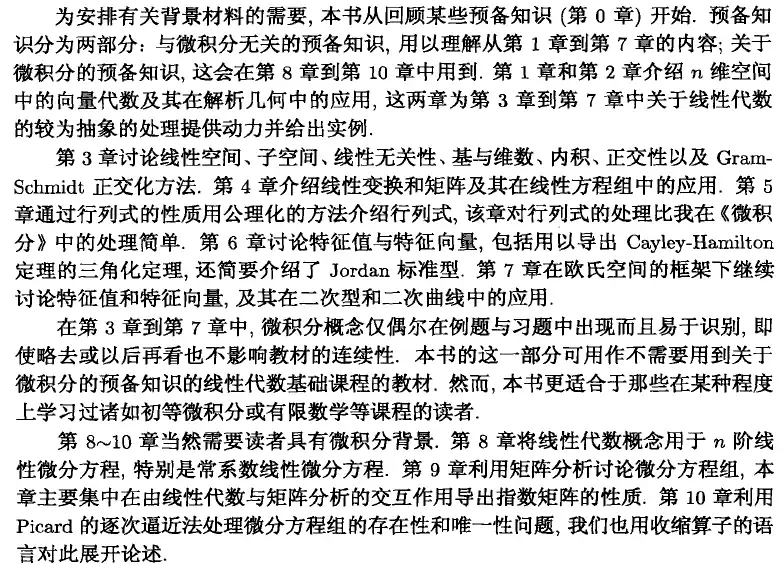 为安排有关背景材料的需要, 本书从回顾某些预备知识 (第 0 章) 开始. 预备知
识分为两部分: 与微积分无关的预备知识, 用以理解从第 1 章到第 7 章的内容; 关于
微积分的预备知识, 这会在第 8 章到第 10 章中用到. 第 1 章和第 2 章介绍 n 维空间
中的向量代数及其在解析几何中的应用, 这两章为第 3 章到第 7 章中关于线性代数
的较为抽象的处理提供动力并给出实例.
第 3 章讨论线性空间、子空间、线性无关性、基与维数、内积、正交性以及 Gram-
Schmidt 正交化方法. 第 4 章介绍线性变换和矩阵及其在线性方程组中的应用. 第 5
章通过行列式的性质用公理化的方法介绍行列式, 该章对行列式的处理比我在《微积
分》中的处理简单. 第 6 章讨论特征值与特征向量, 包括用以导出 Cayley-Hamilton
定理的三角化定理, 还简要介绍了 Jordan 标准型. 第 7 章在欧氏空间的框架下继续
讨论特征值和特征向量, 及其在二次型和二次曲线中的应用.
在第 3 章到第 7 章中, 微积分概念仅偶尔在例题与习题中出现而且易于识别, 即
使略去或以后再看也不影响教材的连续性. 本书的这一部分可用作不需要用到关于
微积分的预备知识的线性代数基础课程的教材. 然而, 本书更适合于那些在某种程度
上学习过诸如初等微积分或有限数学等课程的读者.
第 8~10 章当然需要读者具有微积分背景. 第 8 章将线性代数概念用于 n 阶线
性微分方程, 特别是常系数线性微分方程. 第 9 章利用矩阵分析讨论微分方程组, 本
章主要集中在由线性代数与矩阵分析的交互作用导出指数矩阵的性质. 第 10 章利用
Picard 的逐次逼近法处理微分方程组的存在性和唯一性问题, 我们也用收缩算子的语
言对此展开论述.